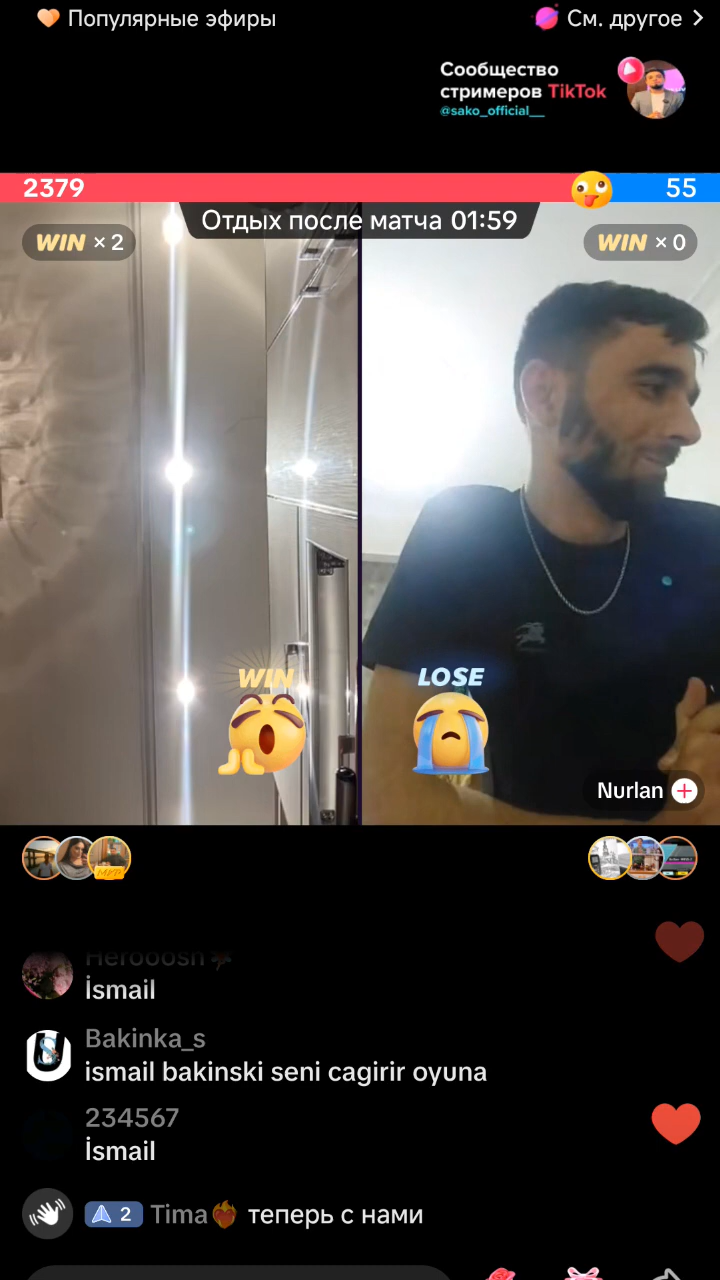 Популярные эфиры
См. другое
Сообщество
стримеров TikTok
@sako_official__
2379
55
Отдых после матча 01:59
WIN × 2
WIN × 0
WIN
LOSE
Nurlan
Herooosh
İsmail
Bakinka_s
ismail bakinski seni cagirir oyuna
234567
İsmail
2 Tima теперь с нами